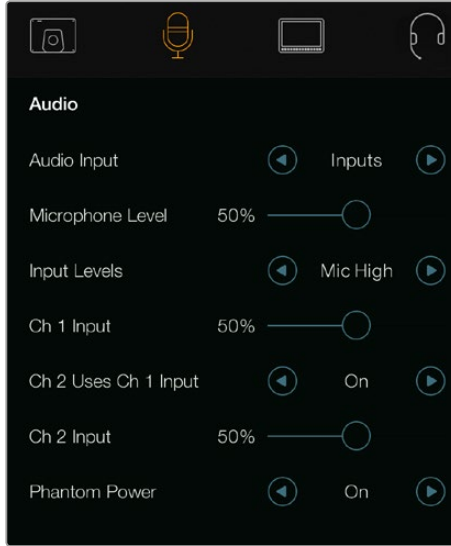 Audio
Audio Input Inputs
Microphone Level 50%
Input Levels Mic High
Ch 1 Input 50%
Ch 2 Uses Ch 1 Input On
Ch 2 Input 50%
Phantom Power On